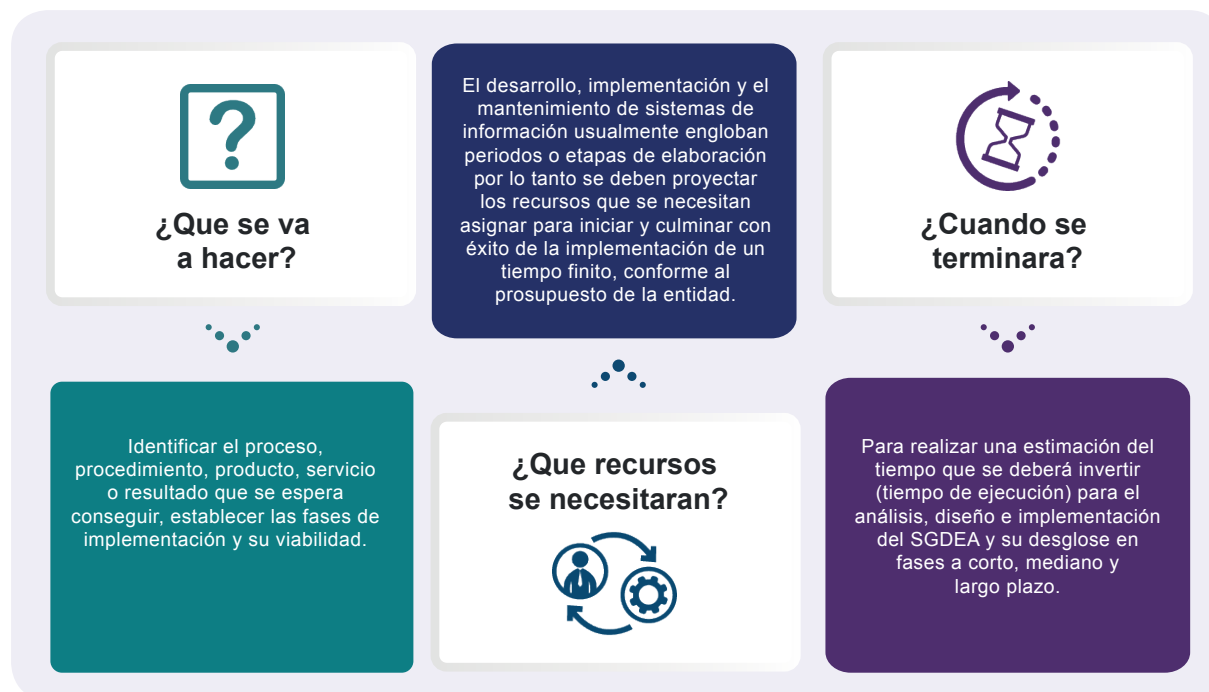 ¿Que se va
a hacer?
Identificar el proceso,
procedimiento, producto, servicio
o resultado que se espera
conseguir, establecer las fases de
implementación y su viabilidad.
El desarrollo, implementación y el
mantenimiento de sistemas de
información usualmente engloban
periodos o etapas de elaboración
por lo tanto se deben proyectar
los recursos que se necesitan
asignar para iniciar y culminar con
éxito de la implementación de un
tiempo finito, conforme al
prosupuesto de la entidad.
¿Que recursos
se necesitaran?
¿Cuando se
terminara?
Para realizar una estimación del
tiempo que se deberá invertir
(tiempo de ejecución) para el
análisis, diseño e implementación
del SGDEA y su desglose en
fases a corto, mediano y
largo plazo.